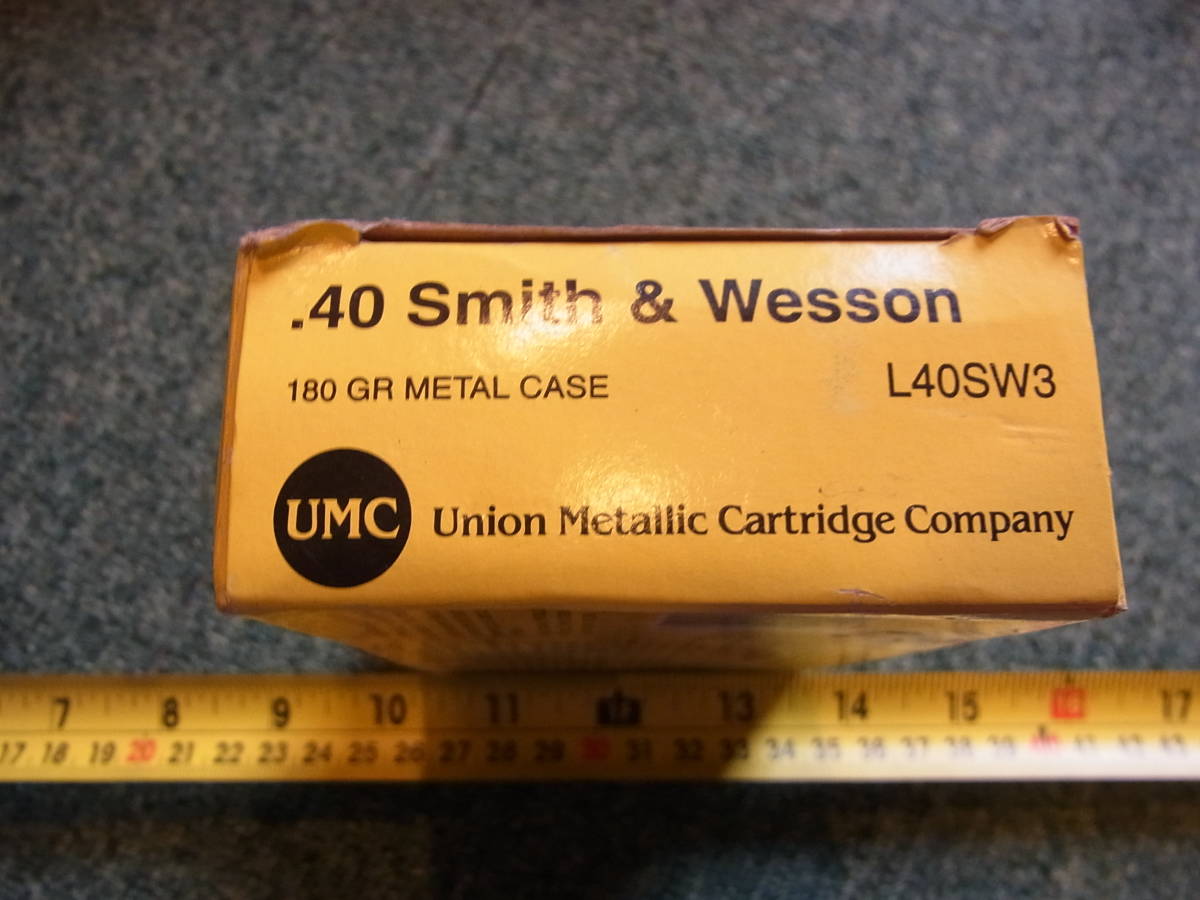 .40 Smith & Wesson
180 GR METAL CASE
L40SW3
UMC
Union Metallic Cartridge Company
7 8 9 10 11 12 13 14 15 16 17
17 18 19 20 21 22 23 24 25 26 27 28 29 30 31 32 33 34 35 36 37 38 39 40 41 42 43